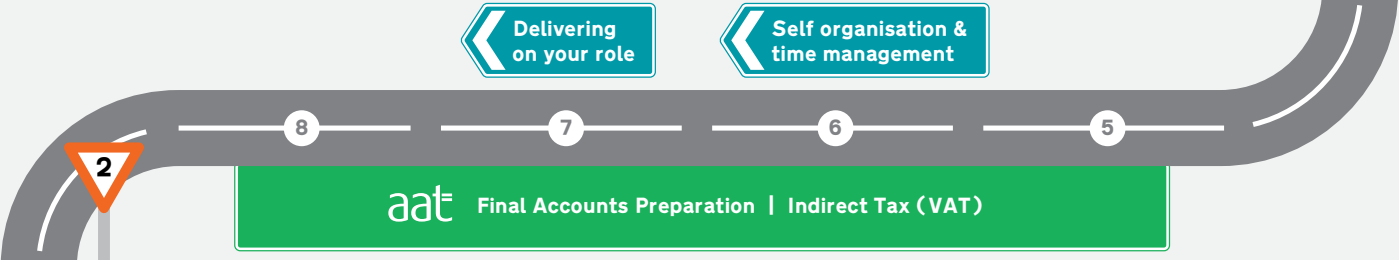 Delivering
on your role
Self organisation &
time management
8
7
6
5
2
aat
Final Accounts Preparation | Indirect Tax (VAT)